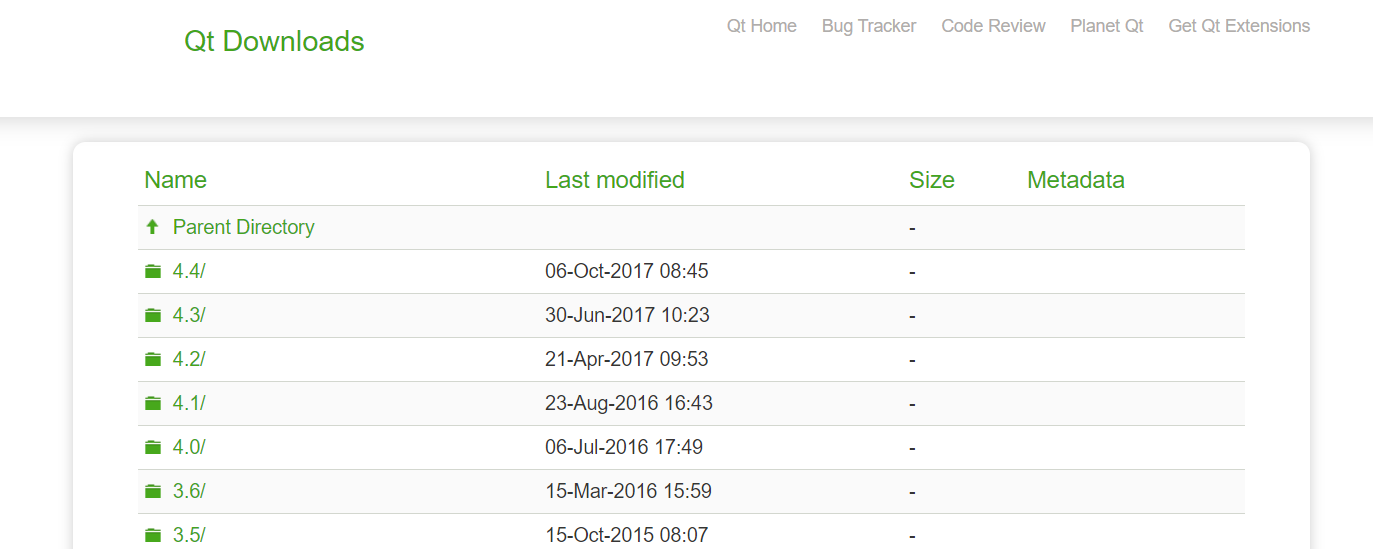 Qt Downloads
Qt Home Bug Tracker Code Review Planet Qt Get Qt Extensions
Name Last modified Size Metadata
Parent Directory -
4.4/ 06-Oct-2017 08:45 -
4.3/ 30-Jun-2017 10:23 -
4.2/ 21-Apr-2017 09:53 -
4.1/ 23-Aug-2016 16:43 -
4.0/ 06-Jul-2016 17:49 -
3.6/ 15-Mar-2016 15:59 -
3.5/ 15-Oct-2015 08:07 -